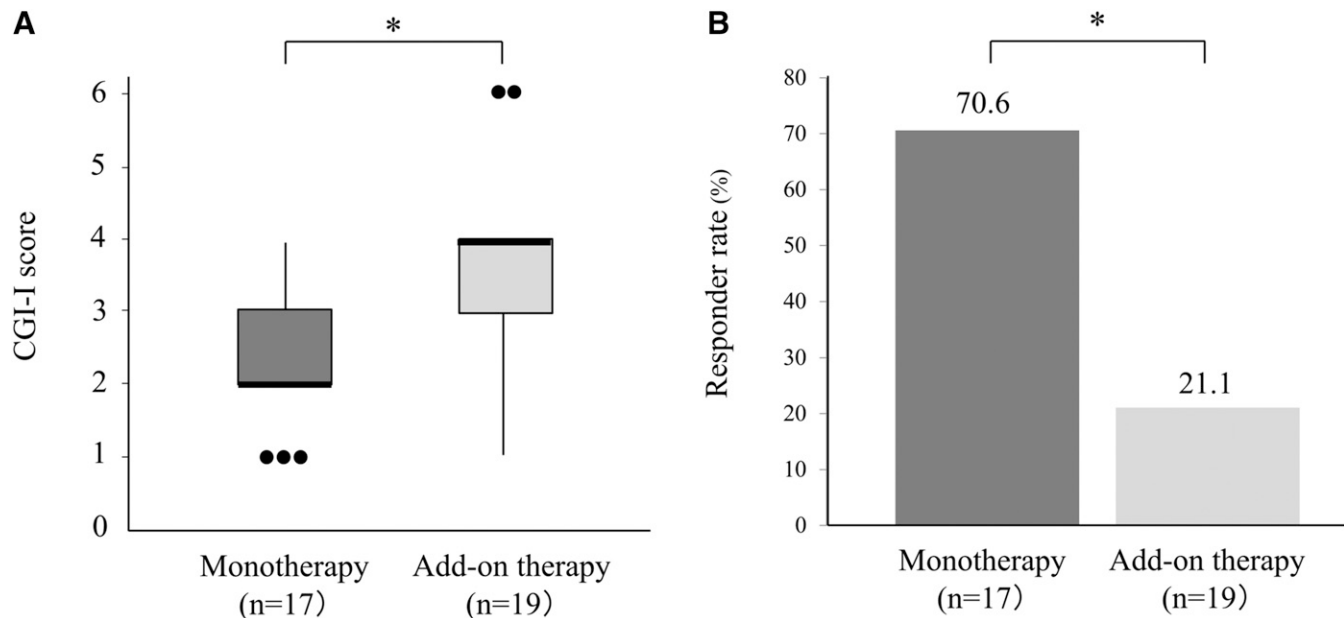 A
*
CGI-I score
6
5
4
3
2
1
0
Monotherapy
(n=17)
Add-on therapy
(n=19)
B
*
Responder rate (%)
80
70
60
50
40
30
20
10
0
70.6
21.1
Monotherapy
(n=17)
Add-on therapy
(n=19)